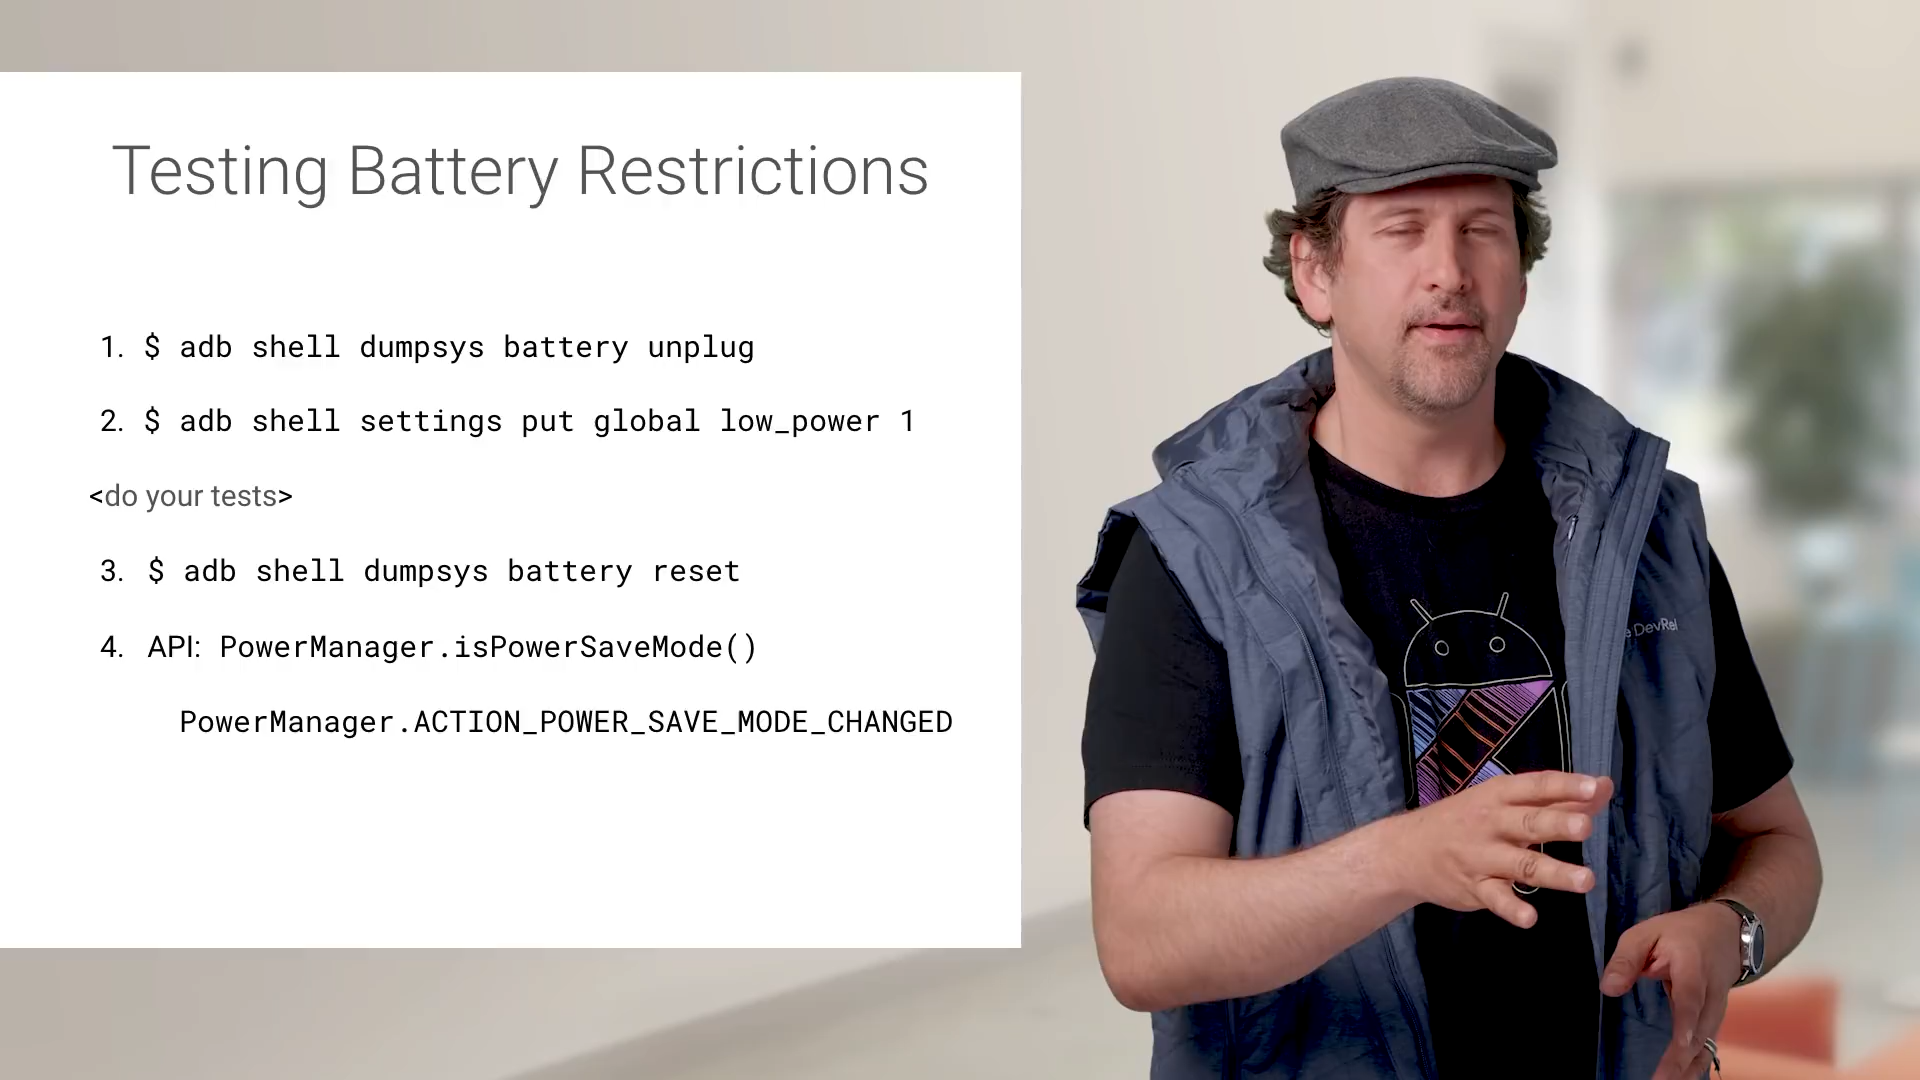 Testing Battery Restrictions
1. $ adb shell dumpsys battery unplug
2. $ adb shell settings put global low_power 1
<do your tests>
3. $ adb shell dumpsys battery reset
4. API: PowerManager.isPowerSaveMode()
PowerManager.ACTION_POWER_SAVE_MODE_CHANGED
DevRel